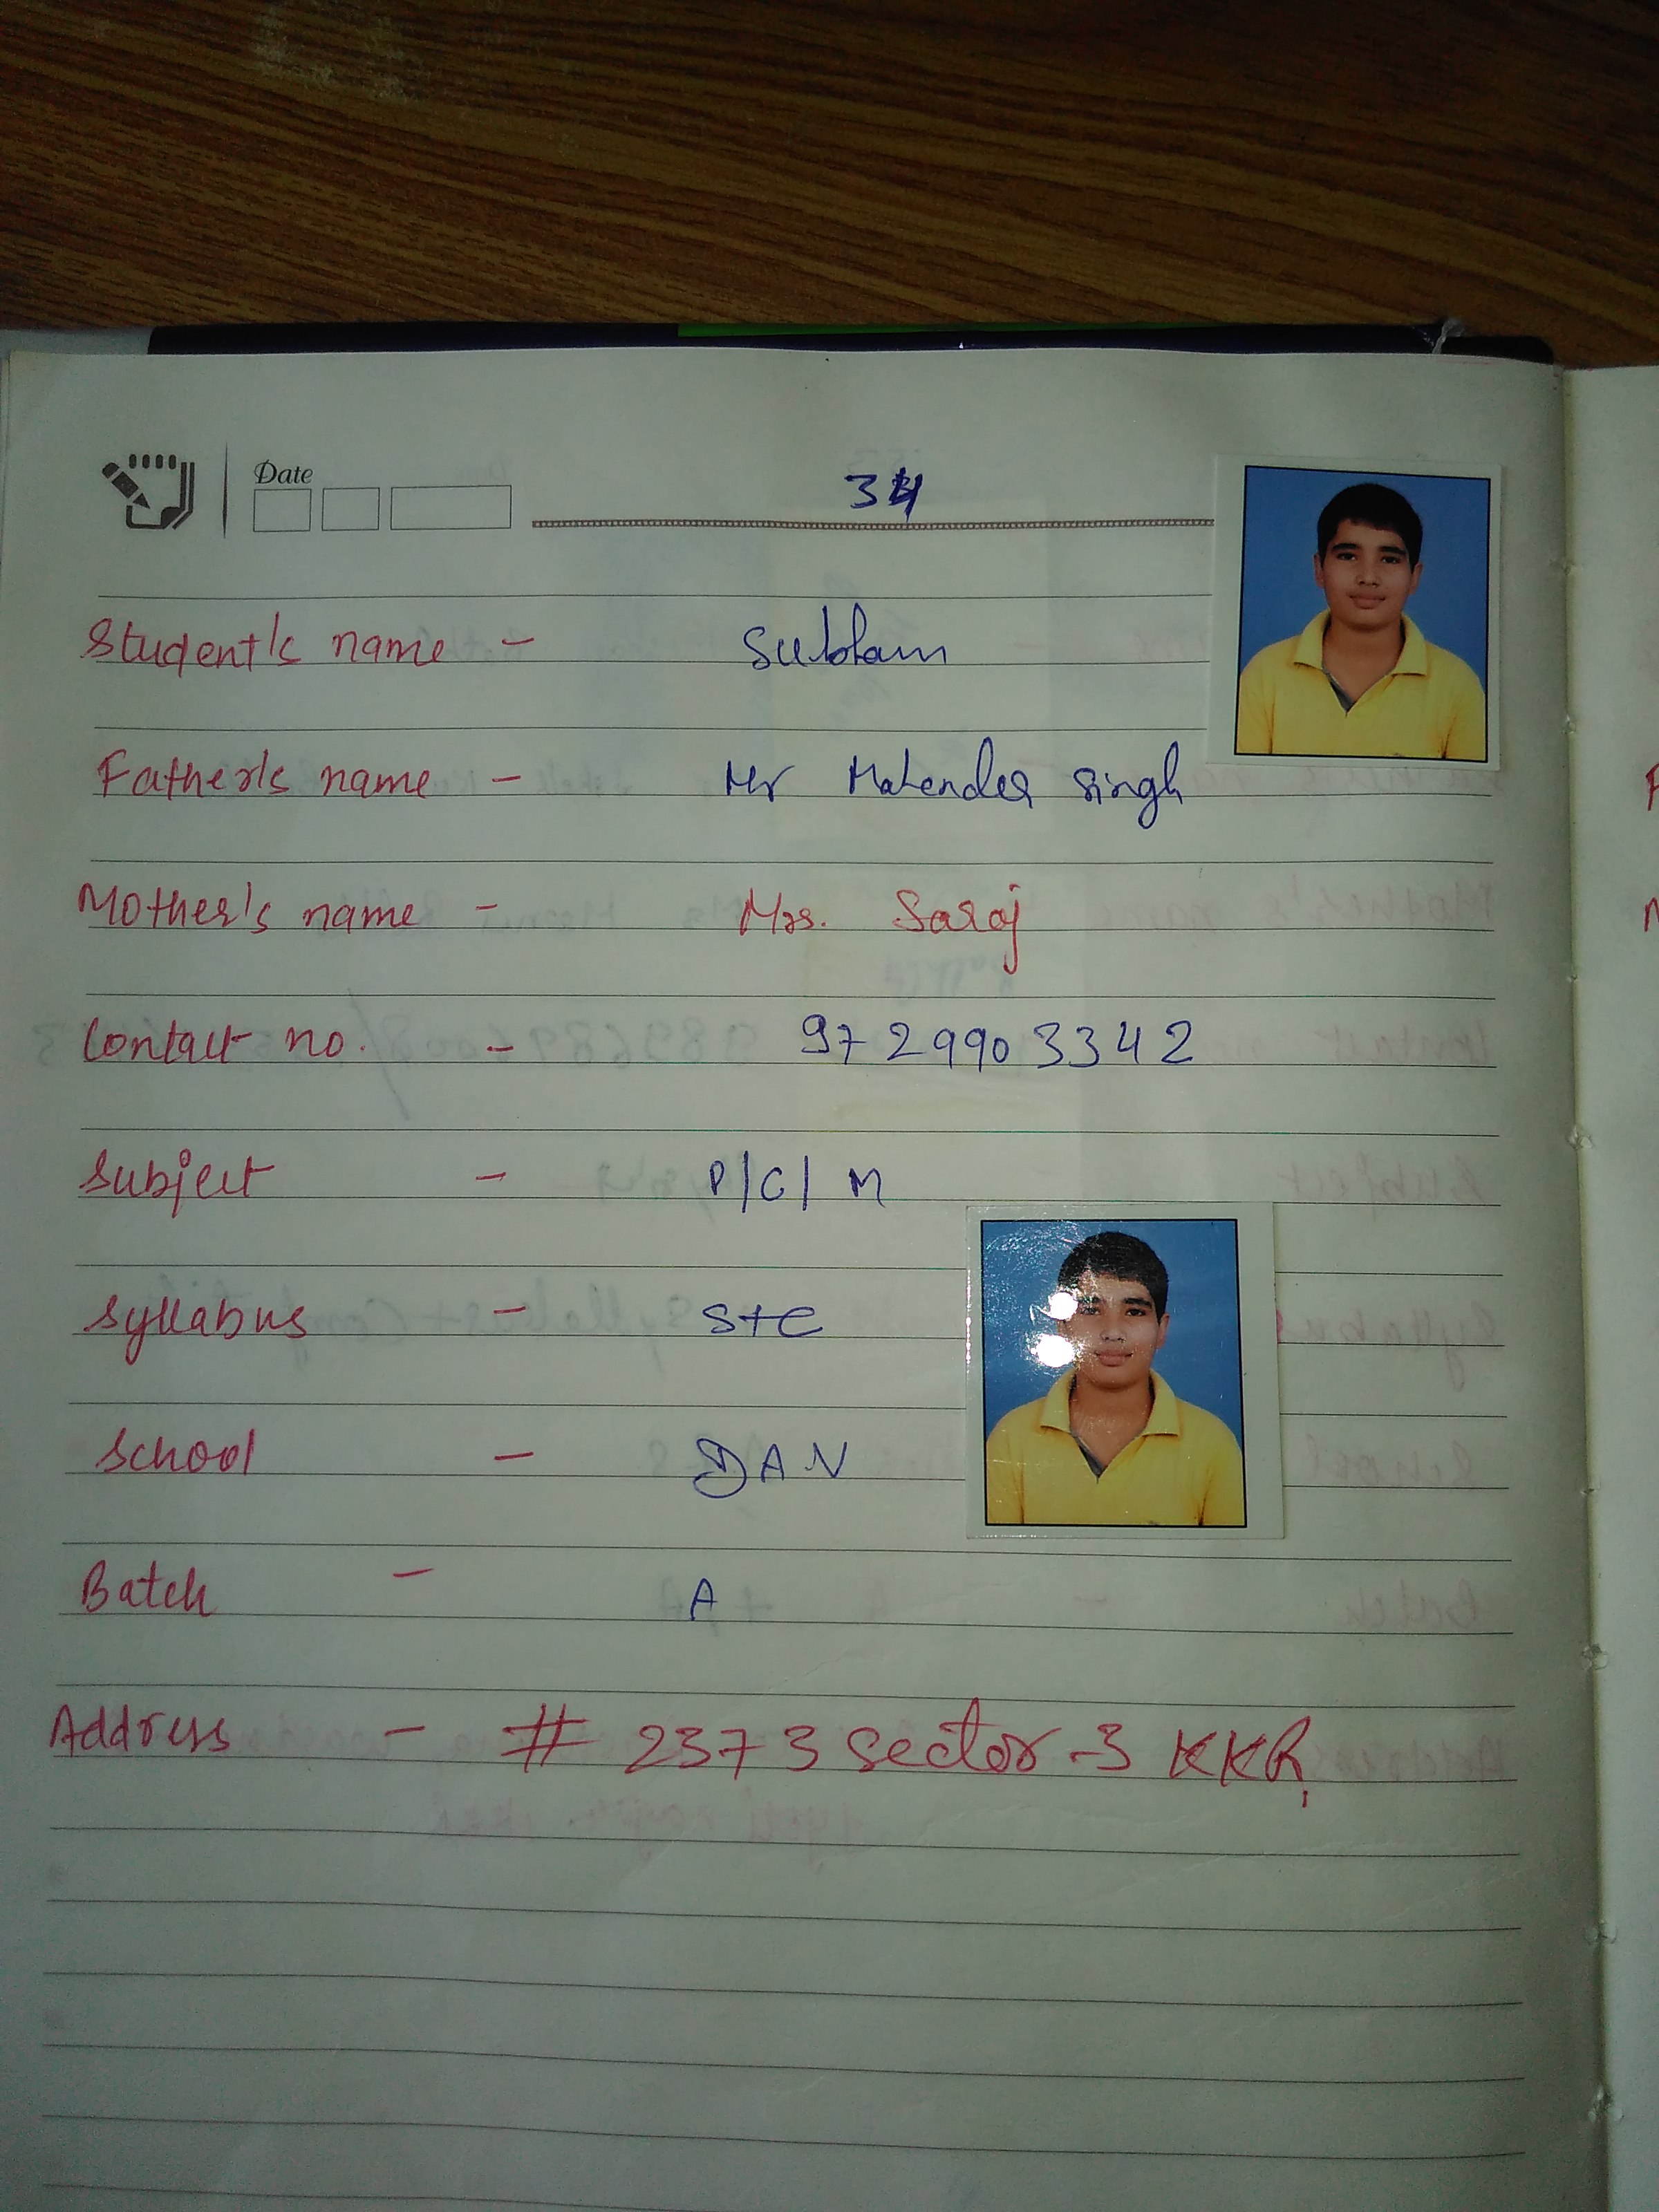 Date
34
Student's name - Subham
Father's name - Mr Mahender Singh
Mother's name - Mrs. Saroj
Contact no. - 9729903342
Subject - P/C/M
Syllabus - S+C
School - DAV
Batch - A
Address - # 2373 Sector-3 KKR